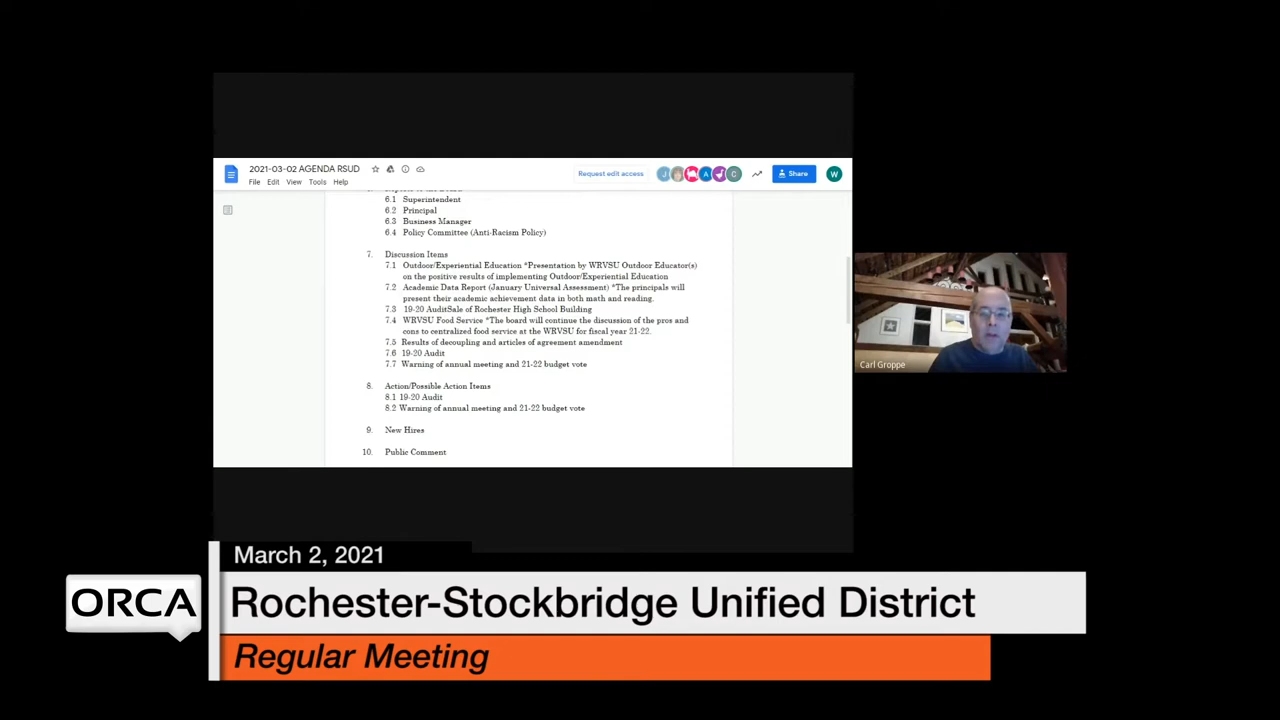 2021-03-02 AGENDA RSUD
File Edit View Tools Help
Request edit access
J
A
C
Share
W
6.1 Superintendent
6.2 Principal
6.3 Business Manager
6.4 Policy Committee (Anti-Racism Policy)
7. Discussion Items
7.1 Outdoor/Experiential Education *Presentation by WRVSU Outdoor Educator(s)
on the positive results of implementing Outdoor/Experiential Education
7.2 Academic Data Report (January Universal Assessment) *The principals will
present their academic achievement data in both math and reading.
7.3 19-20 AuditSale of Rochester High School Building
7.4 WRVSU Food Service *The board will continue the discussion of the pros and
cons to centralized food service at the WRVSU for fiscal year 21-22.
7.5 Results of decoupling and articles of agreement amendment
7.6 19-20 Audit
7.7 Warning of annual meeting and 21-22 budget vote
8. Action/Possible Action Items
8.1 19-20 Audit
8.2 Warning of annual meeting and 21-22 budget vote
9. New Hires
10. Public Comment
Carl Groppe
March 2, 2021
ORCA
Rochester-Stockbridge Unified District
Regular Meeting